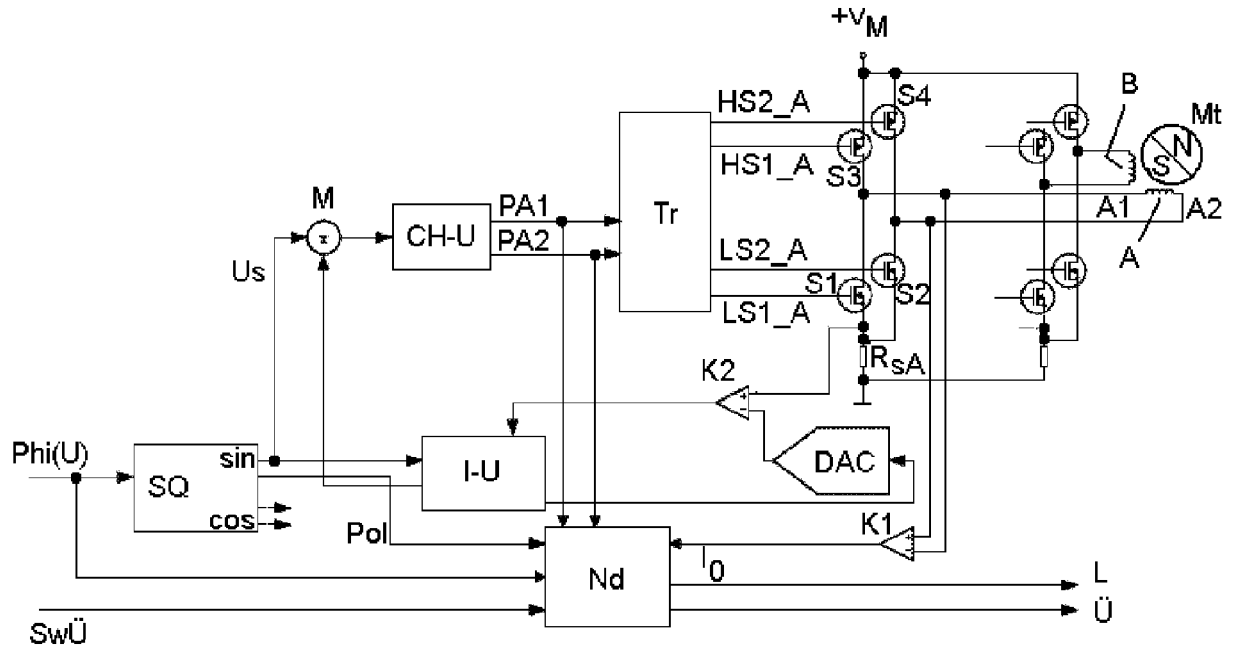 +VM
B
HS2_A
S4
Mt
N
S
HS1_A
S3
M
PA1
Tr
CH-U
PA2
A1
A2
x
Us
LS2_A
S1
S2
A
LS1_A
RsA
K2
+
-
Phi(U)
sin
I-U
DAC
SQ
cos
Pol
K1
I0
Nd
L
Ü
SwÜ